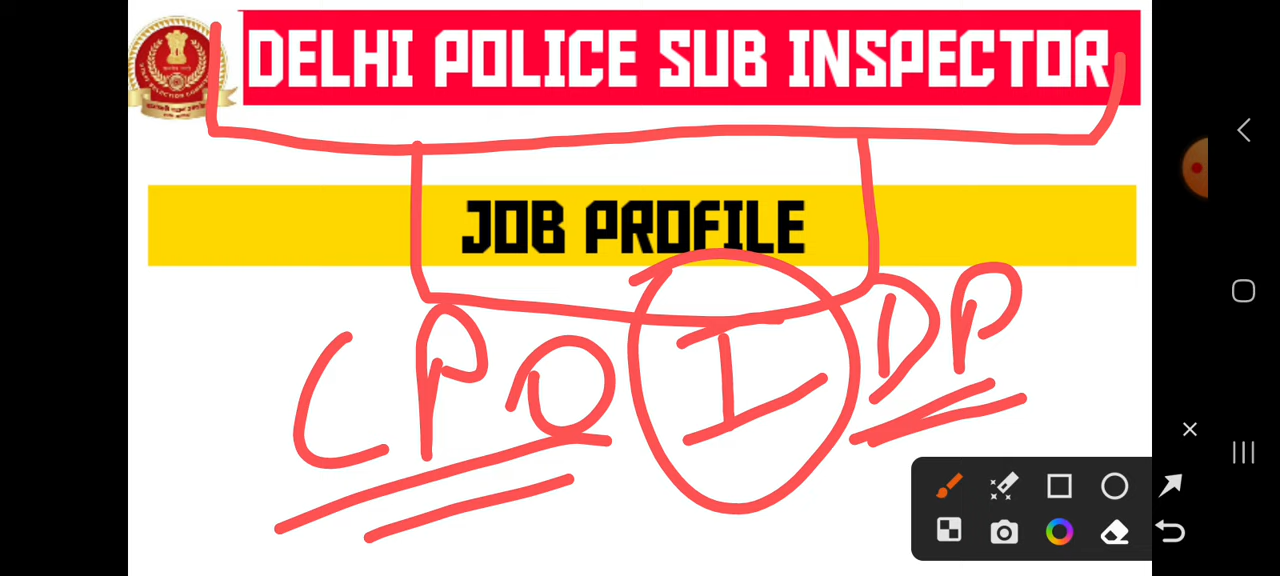 DELHI POLICE SUB INSPECTOR
JOB PROFILE
CPO I DP